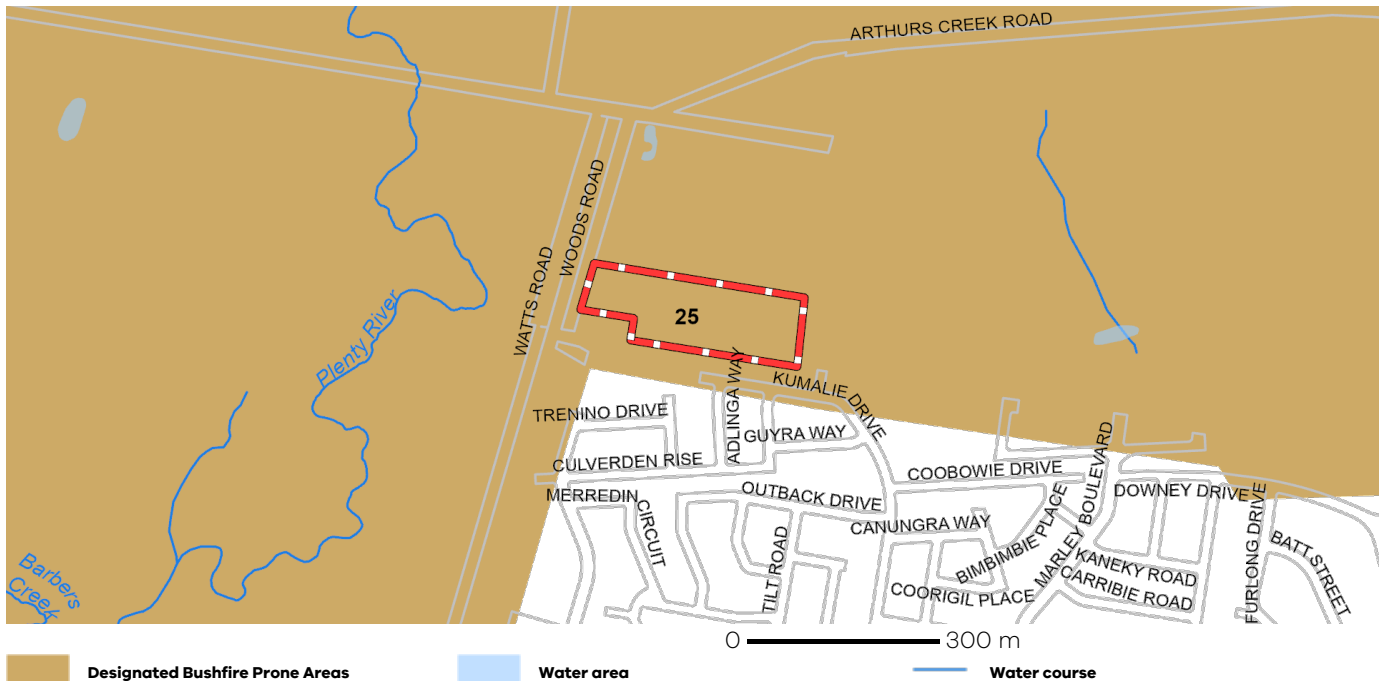 ARTHURS CREEK ROAD
WOODS ROAD
WATTS ROAD
Plenty River
25
ADLINGA WAY
KUMALIE DRIVE
TRENINO DRIVE
GUYRA WAY
CULVERDEN RISE
COOBOWIE DRIVE
MERREDIN CIRCUIT
OUTBACK DRIVE
DOWNEY DRIVE
CANUNGRA WAY
BIMBIMBIE PLACE
MARLEY BOULEVARD
FURLONG DRIVE
BATT STREET
TILT ROAD
KANEKY ROAD
CARRIBIE ROAD
COORIGIL PLACE
Barbers
Creek
0 300 m
Designated Bushfire Prone Areas
Water area
Water course